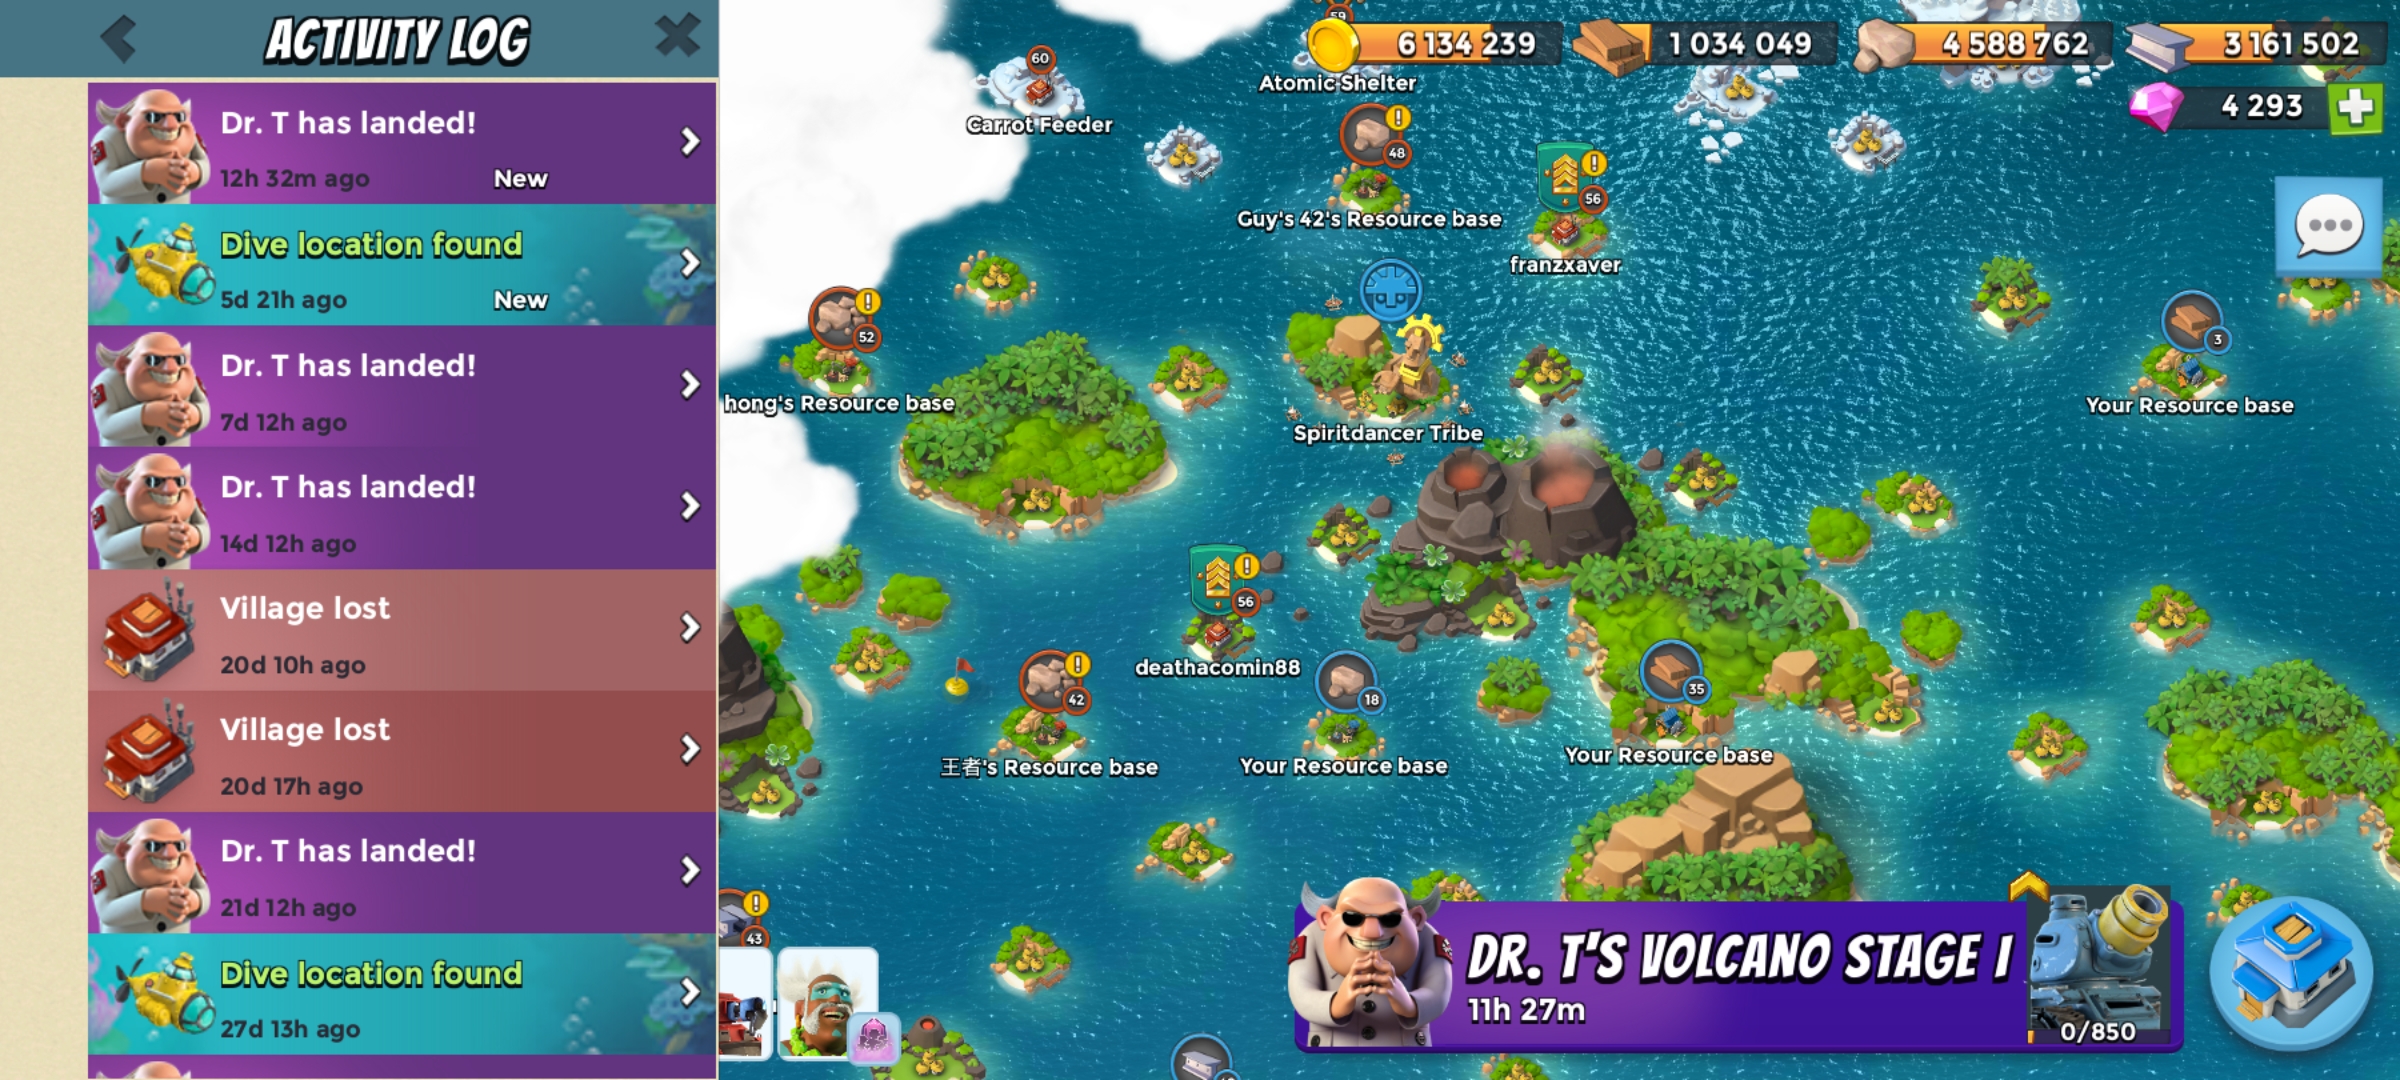 ACTIVITY LOG
Dr. T has landed!
12h 32m ago
New
Dive location found
5d 21h ago
New
Dr. T has landed!
7d 12h ago
Dr. T has landed!
14d 12h ago
Village lost
20d 10h ago
Village lost
20d 17h ago
Dr. T has landed!
21d 12h ago
Dive location found
27d 13h ago
59
6 134 239
1 034 049
4 588 762
3 161 502
4 293
Atomic Shelter
60
Carrot Feeder
48
Guy's 42's Resource base
56
franzxaver
52
hong's Resource base
Spiritdancer Tribe
3
Your Resource base
56
deathacomin88
42
王者's Resource base
18
Your Resource base
35
Your Resource base
43
DR. T'S VOLCANO STAGE I
11h 27m
0/850